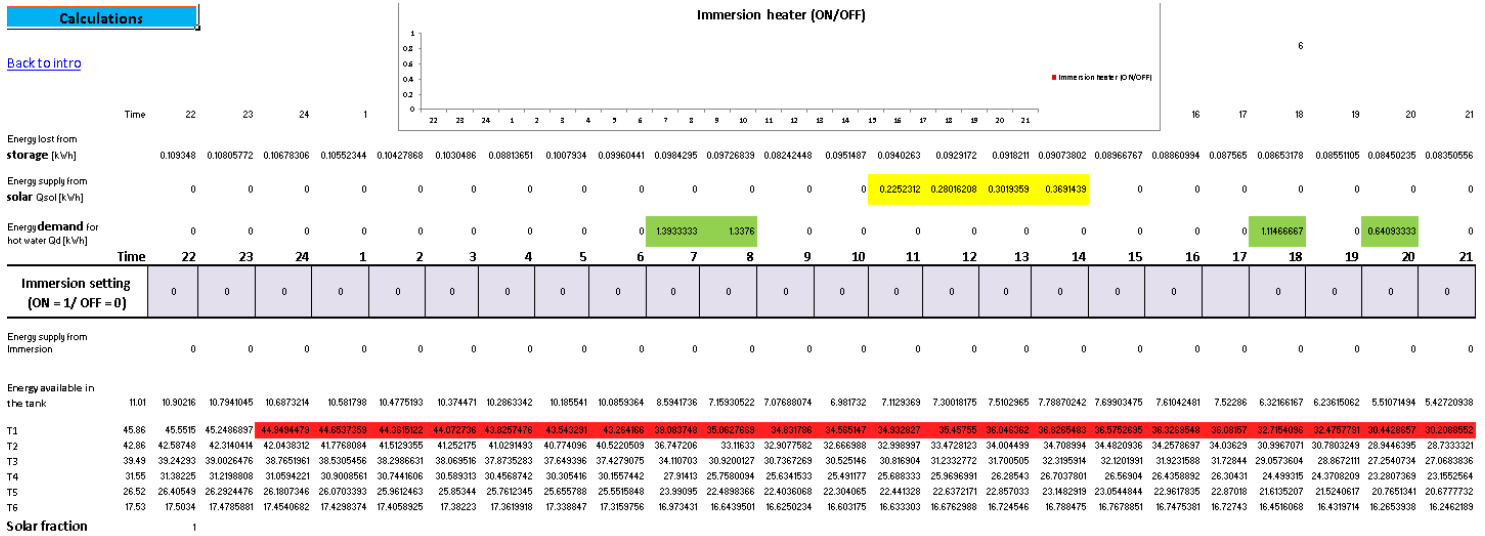 Calculations
Immersion heater (ON/OFF)
1
0.8
0.6
0.4
0.2
0
Immersion heater (ON/OFF)
6
Back to intro
22 23 24 1 2 3 4 5 6 7 8 9 10 11 12 13 14 15 16 17 18 19 20 21
Time 22 23 24 1 16 17 18 19 20 21
Energy lost from
storage [kWh] 0.109348 0.10805772 0.10678306 0.10552344 0.10427868 0.1030486 0.08813651 0.1007934 0.09960441 0.0984295 0.09726839 0.08242448 0.0951487 0.0940263 0.0929172 0.0918211 0.09073802 0.08966767 0.08860994 0.087565 0.08653178 0.08551105 0.08450235 0.08350556
Energy supply from
solar Qsol [kWh] 0 0 0 0 0 0 0 0 0 0 0 0 0 0.2252312 0.28016208 0.3019359 0.3691439 0 0 0 0 0 0 0
Energy demand for
hot water Qd [kWh] 0 0 0 0 0 0 0 0 0 1.3933333 1.3376 0 0 0 0 0 0 0 0 0 1.11466667 0 0.64093333 0
Time 22 23 24 1 2 3 4 5 6 7 8 9 10 11 12 13 14 15 16 17 18 19 20 21
Immersion setting
(ON = 1/ OFF = 0) 0 0 0 0 0 0 0 0 0 0 0 0 0 0 0 0 0 0 0 0 0 0 0
Energy supply from
Immersion 0 0 0 0 0 0 0 0 0 0 0 0 0 0 0 0 0 0 0 0 0 0 0 0
Energy available in
the tank 11.01 10.90216 10.7941045 10.6873214 10.581798 10.4775193 10.374471 10.2863342 10.185541 10.0859364 8.5941736 7.15930522 7.07688074 6.981732 7.1129369 7.30018175 7.5102965 7.78870242 7.69903475 7.61042481 7.52286 6.32166167 6.23615062 5.51071494 5.42720938
T1 45.86 45.5515 45.2486897 44.9494479 44.6537359 44.3615122 44.072736 43.8257476 43.543291 43.264166 39.083748 35.0627669 34.831786 34.565147 34.932827 35.45755 36.046362 36.8265483 36.5752695 36.3269548 36.08157 32.7154096 32.4757791 30.4428657 30.2088552
T2 42.86 42.58748 42.3140414 42.0438312 41.7768084 41.5129355 41.252175 41.0291493 40.774096 40.5220509 36.747206 33.11633 32.9077582 32.666988 32.998997 33.4728123 34.004499 34.708994 34.4820936 34.2578697 34.03629 30.9967071 30.7803249 28.9446395 28.7333321
T3 39.49 39.24293 39.0026476 38.7651961 38.5305456 38.2986631 38.069516 37.8735283 37.649396 37.4279075 34.110703 30.9200127 30.7367269 30.525146 30.816904 31.2332772 31.700505 32.3195914 32.1201991 31.9231588 31.72844 29.0573604 28.8672111 27.2540734 27.0683836
T4 31.55 31.38225 31.2198808 31.0594221 30.9008561 30.7441606 30.589313 30.4568742 30.305416 30.1557442 27.91413 25.7580094 25.6341533 25.491177 25.688333 25.9696991 26.28543 26.7037801 26.56904 26.4358892 26.30431 24.499315 24.3708209 23.2807369 23.1552564
T5 26.52 26.40549 26.2924476 26.1807346 26.0703393 25.9612463 25.85344 25.7612345 25.655788 25.5515848 23.99095 22.4898366 22.4036068 22.304065 22.441328 22.6372171 22.857033 23.1482919 23.0544844 22.9617835 22.87018 21.6135207 21.5240617 20.7651341 20.6777732
T6 17.53 17.5034 17.4785881 17.4540682 17.4298374 17.4058925 17.38223 17.3619918 17.338847 17.3159756 16.973431 16.6439501 16.6250234 16.603175 16.633303 16.6762988 16.724546 16.788475 16.7678851 16.7475381 16.72743 16.4516068 16.4319714 16.2653938 16.2462189
Solar fraction 1